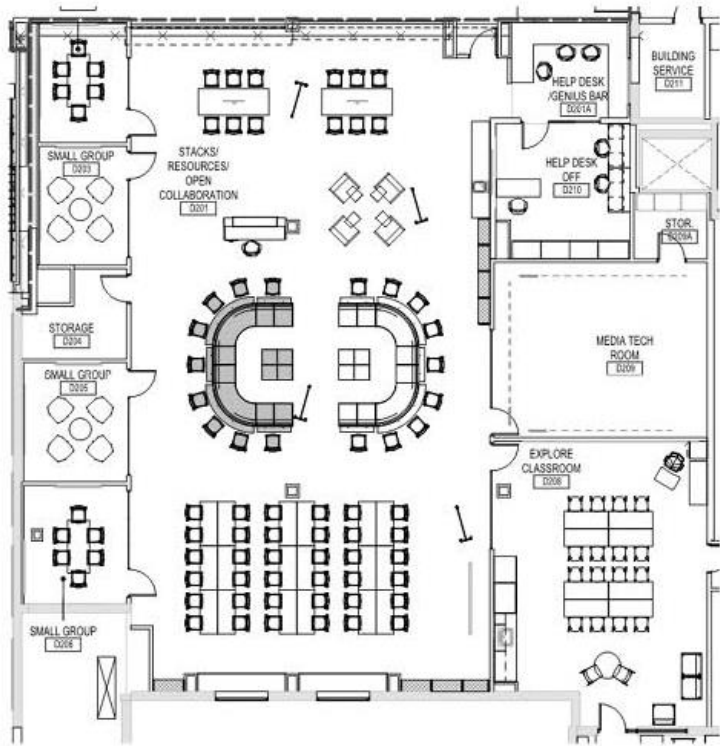 BUILDING
SERVICE
D211
HELP DESK
/GENIUS BAR
D201A
SMALL GROUP
D203
STACKS/
RESOURCES/
OPEN
COLLABORATION
D201
HELP DESK
OFF
D210
STOR.
D209A
STORAGE
D204
MEDIA TECH
ROOM
D209
SMALL GROUP
D205
EXPLORE
CLASSROOM
D208
SMALL GROUP
D206